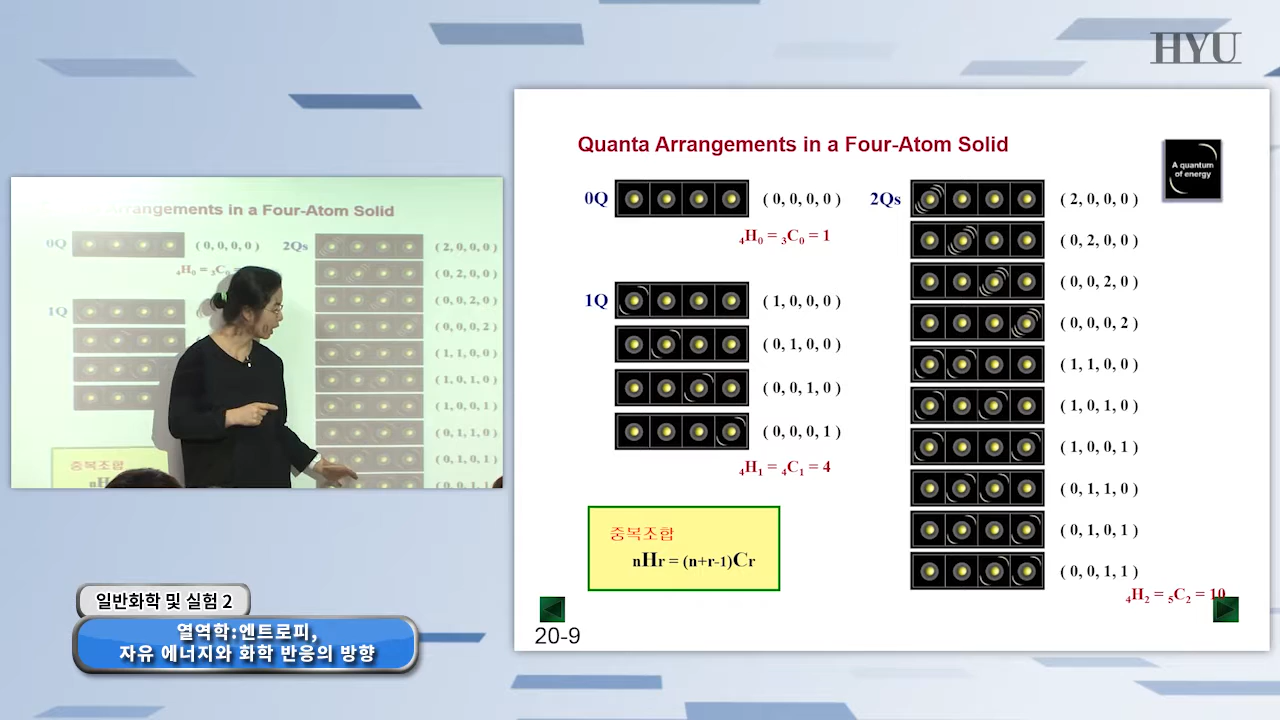 HYU
Quanta Arrangements in a Four-Atom Solid
A quantum
of energy
0Q
( 0, 0, 0, 0 )
₄H₀ = ₃C₀ = 1
1Q
( 1, 0, 0, 0 )
( 0, 1, 0, 0 )
( 0, 0, 1, 0 )
( 0, 0, 0, 1 )
₄H₁ = ₄C₁ = 4
중복조합
nHr = (n+r-1)Cr
2Qs
( 2, 0, 0, 0 )
( 0, 2, 0, 0 )
( 0, 0, 2, 0 )
( 0, 0, 0, 2 )
( 1, 1, 0, 0 )
( 1, 0, 1, 0 )
( 1, 0, 0, 1 )
( 0, 1, 1, 0 )
( 0, 1, 0, 1 )
( 0, 0, 1, 1 )
₄H₂ = ₅C₂ = 10
20-9
Arrangements in a Four-Atom Solid
0Q
( 0, 0, 0, 0 )
₄H₀ = ₃C₀
1Q
중복조합
2Qs
( 2, 0, 0, 0 )
( 0, 2, 0, 0 )
( 0, 0, 2, 0 )
( 0, 0, 0, 2 )
( 1, 1, 0, 0 )
( 1, 0, 1, 0 )
( 1, 0, 0, 1 )
( 0, 1, 1, 0 )
( 0, 1, 0, 1 )
일반화학 및 실험 2
열역학:엔트로피,
자유 에너지와 화학 반응의 방향